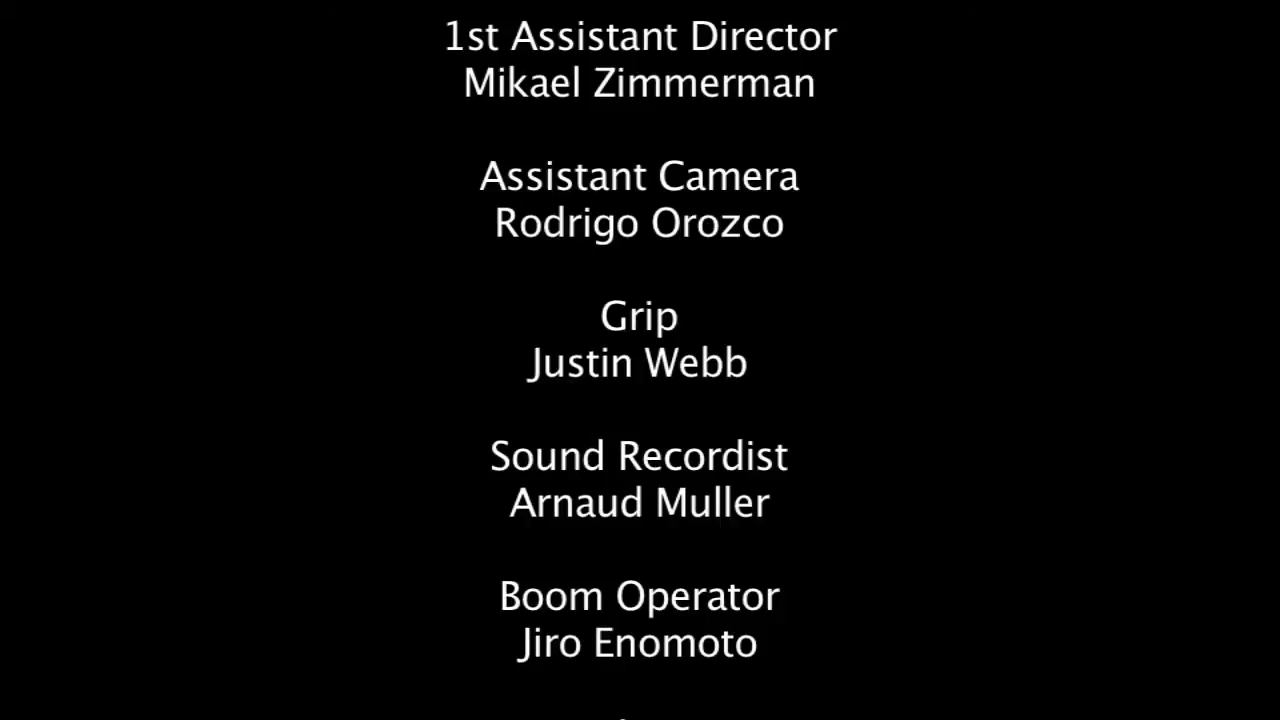 1st Assistant Director
Mikael Zimmerman
Assistant Camera
Rodrigo Orozco
Grip
Justin Webb
Sound Recordist
Arnaud Muller
Boom Operator
Jiro Enomoto